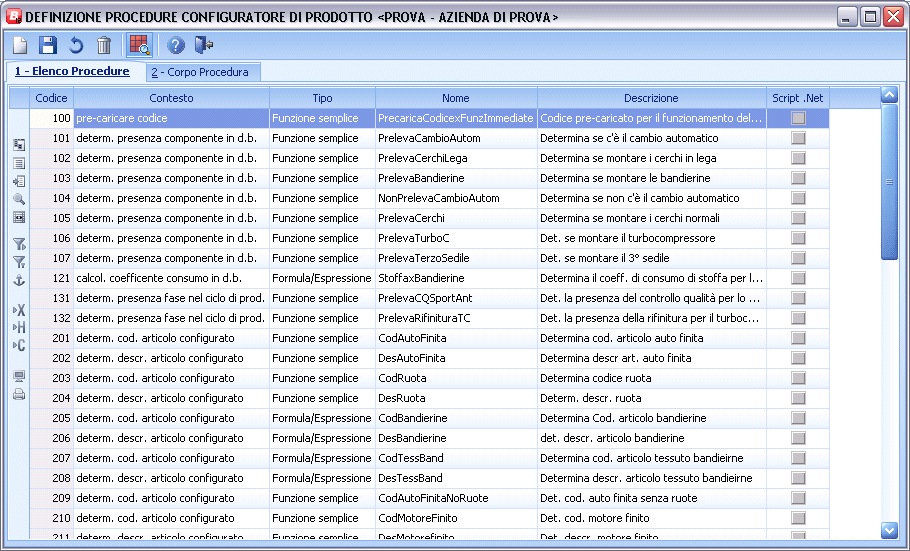 DEFINIZIONE PROCEDURE CONFIGURATORE DI PRODOTTO <PROVA - AZIENDA DI PROVA>
1 - Elenco Procedure 2 - Corpo Procedura
Codice Contesto Tipo Nome Descrizione Script .Net
100 pre-caricare codice Funzione semplice PrecaricaCodicexFunzImmediate Codice pre-caricato per il funzionamento del...
101 determ. presenza componente in d.b. Funzione semplice PrelevaCambioAutom Determina se c'è il cambio automatico
102 determ. presenza componente in d.b. Funzione semplice PrelevaCerchiLega Determina se montare i cerchi in lega
103 determ. presenza componente in d.b. Funzione semplice PrelevaBandierine Determina se montare le bandierine
104 determ. presenza componente in d.b. Funzione semplice NonPrelevaCambioAutom Determina se non c'è il cambio automatico
105 determ. presenza componente in d.b. Funzione semplice PrelevaCerchi Determina se montare i cerchi normali
106 determ. presenza componente in d.b. Funzione semplice PrelevaTurboC Det. se montare il turbocompressore
107 determ. presenza componente in d.b. Funzione semplice PrelevaTerzoSedile Det. se montare il 3° sedile
121 calcol. coefficente consumo in d.b. Formula/Espressione StoffaxBandierine Determina il coeff. di consumo di stoffa per l...
131 determ. presenza fase nel ciclo di prod. Funzione semplice PrelevaCQSportAnt Det. la presenza del controllo qualità per lo ...
132 determ. presenza fase nel ciclo di prod. Funzione semplice PrelevaRifinituraTC Det. la presenza della rifinitura per il turboc...
201 determ. cod. articolo configurato Funzione semplice CodAutoFinita Determina cod. articolo auto finita
202 determ. descr. articolo configurato Funzione semplice DesAutoFinita Determina descr art. auto finita
203 determ. cod. articolo configurato Funzione semplice CodRuota Determina codice ruota
204 determ. descr. articolo configurato Funzione semplice DesRuota Determ. descr. ruota
205 determ. cod. articolo configurato Formula/Espressione CodBandierine Determina Cod. articolo bandierine
206 determ. descr. articolo configurato Formula/Espressione DesBandierine det. descr. articolo bandierine
207 determ. cod. articolo configurato Formula/Espressione CodTessBand Determina cod. articolo tessuto bandeirne
208 determ. descr. articolo configurato Formula/Espressione DesTessBand Determina descr. articolo tessuto bandeirne
209 determ. cod. articolo configurato Funzione semplice CodAutoFinitaNoRuote Det. cod. auto finita senza ruote
210 determ. cod. articolo configurato Funzione semplice CodMotoreFinito Det. cod. motore finito
211 determ. descr. articolo configurato Funzione semplice DesMotoreFinito Det. descr. motore finito